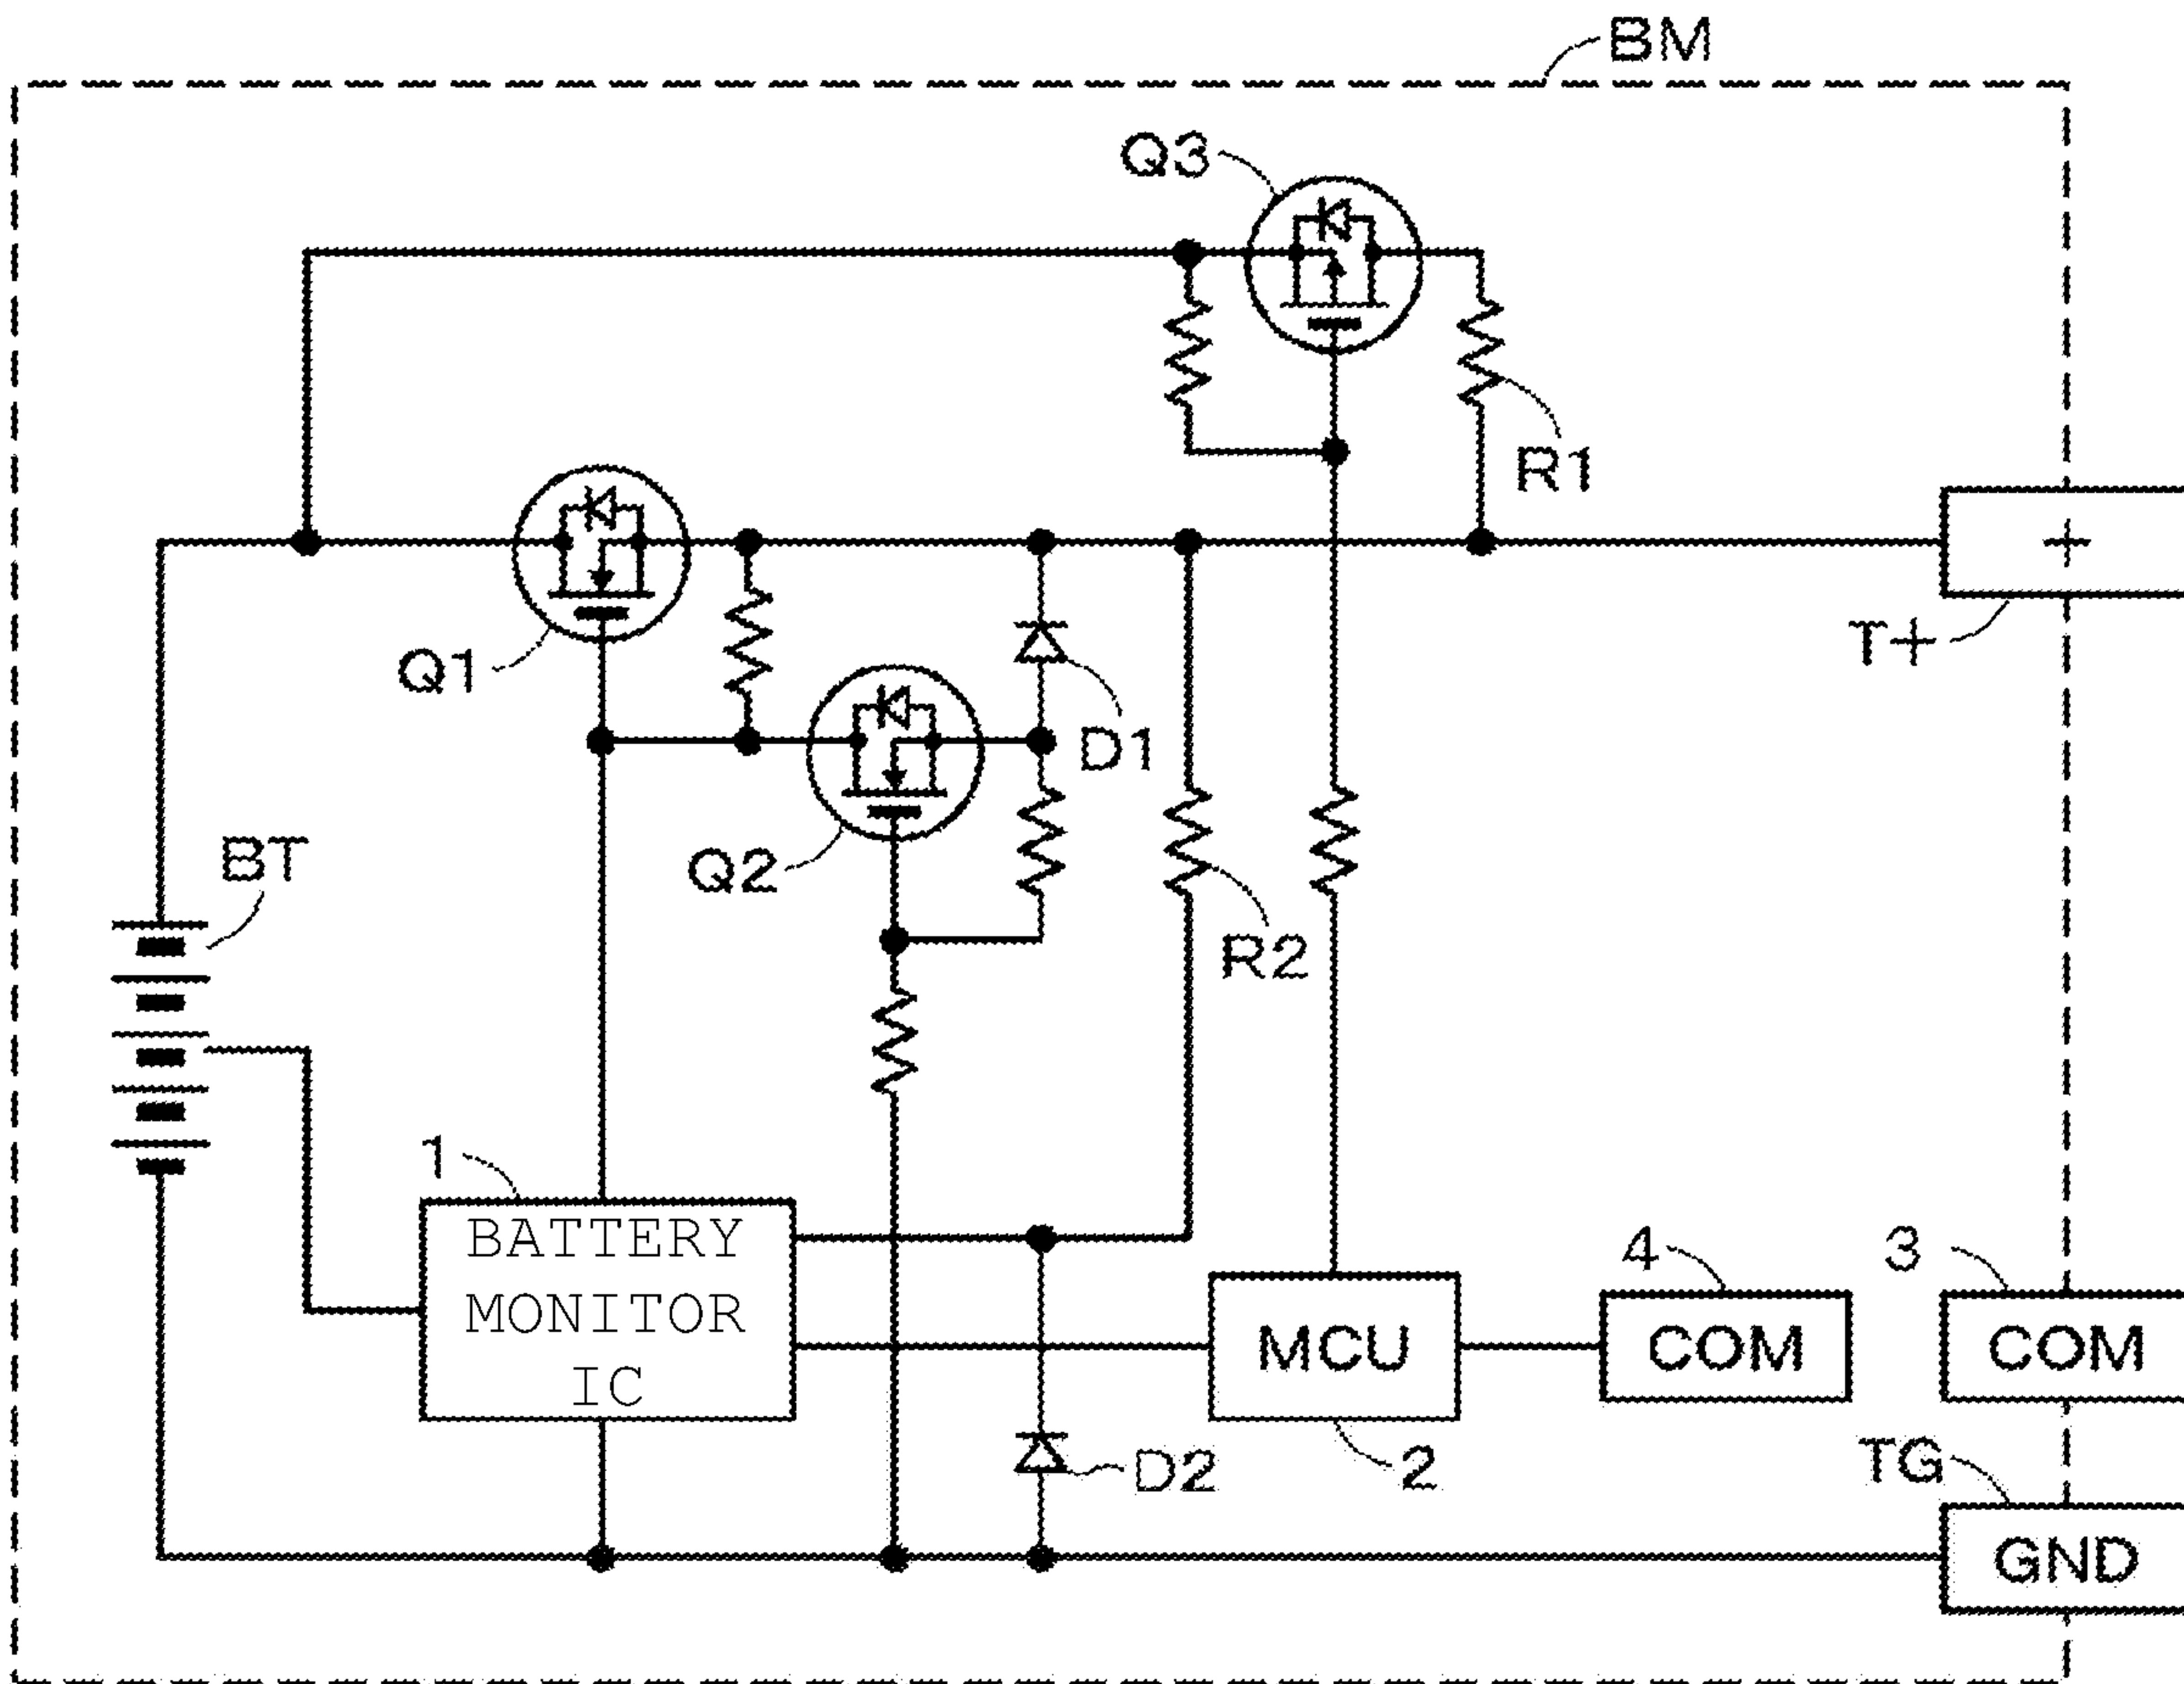 BM
Q3
R1
+
T+
Q1
D1
BT
Q2
R2
1
BATTERY
MONITOR
IC
4
3
MCU
COM
COM
D2
2
TG
GND